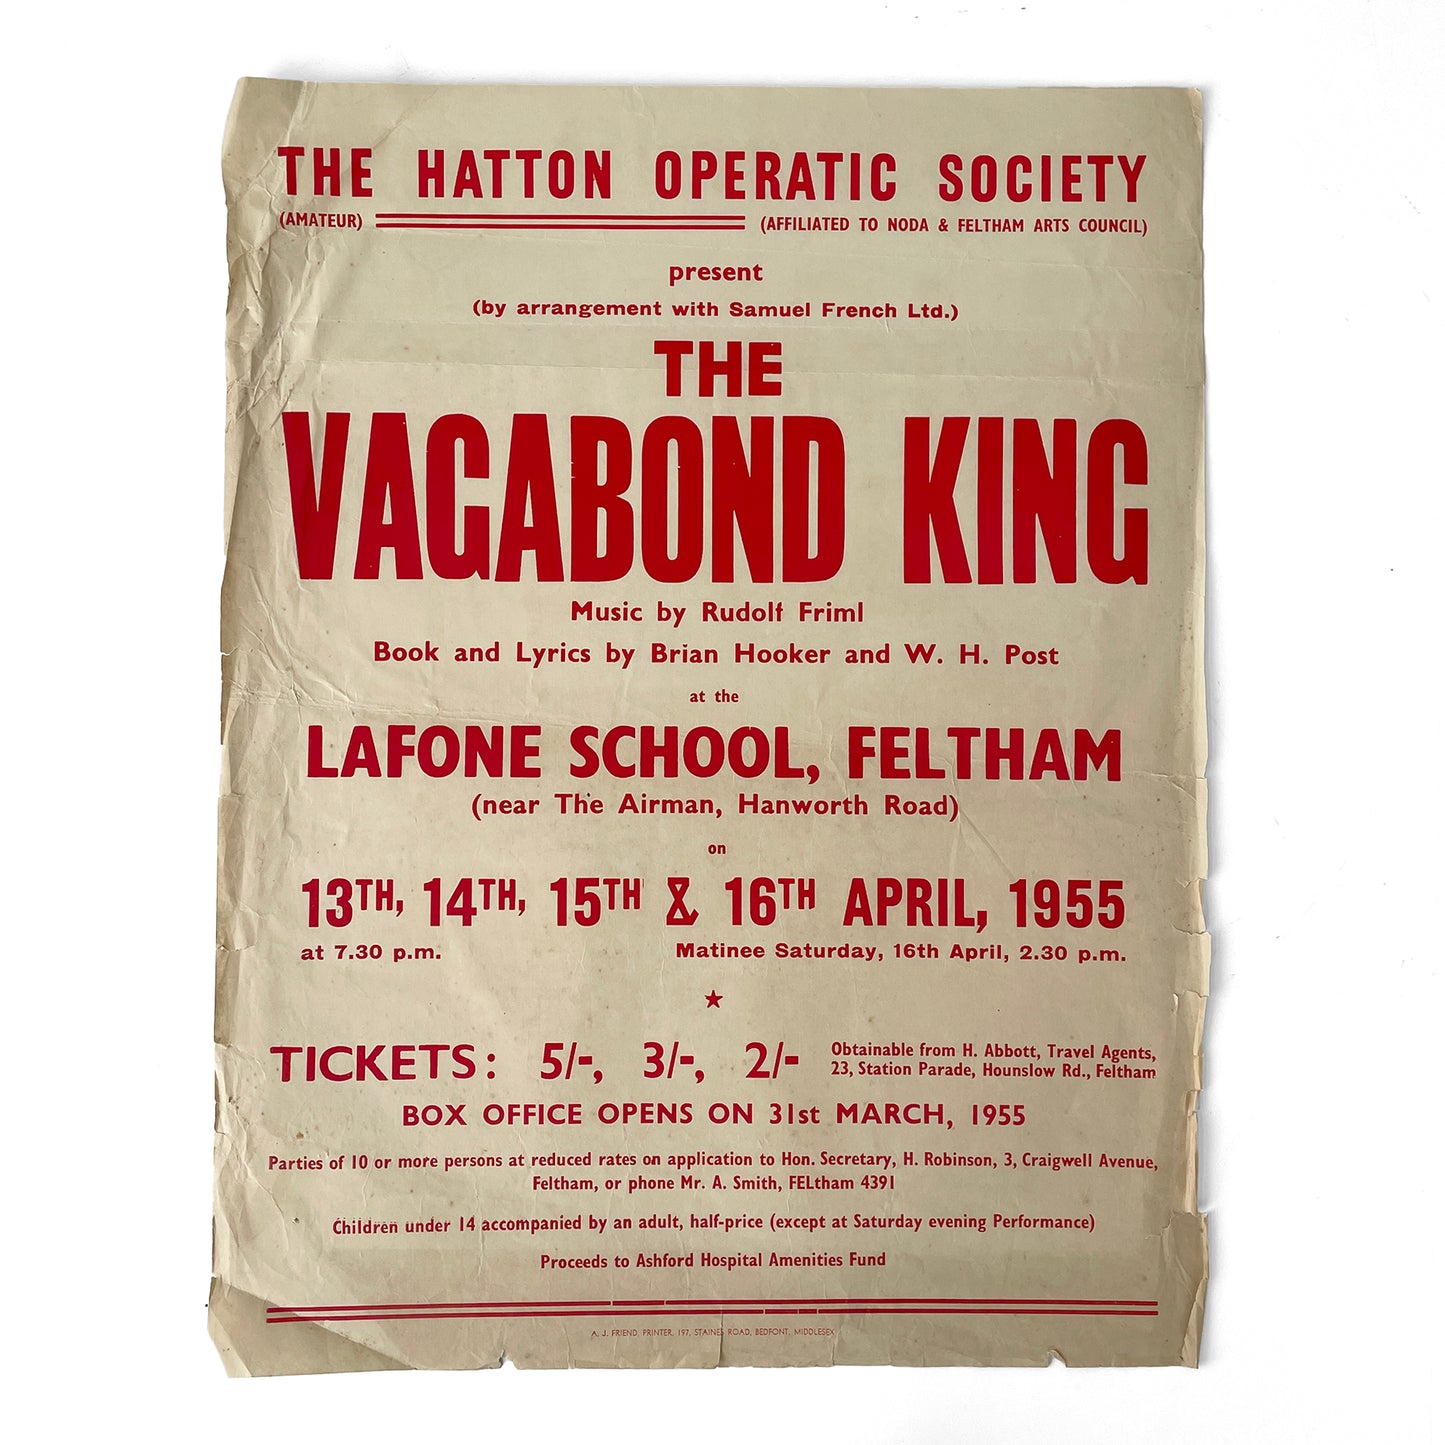 THE HATTON OPERATIC SOCIETY
(AMATEUR) (AFFILIATED TO NODA & FELTHAM ARTS COUNCIL)
present
(by arrangement with Samuel French Ltd.)
THE
VAGABOND KING
Music by Rudolf Friml
Book and Lyrics by Brian Hooker and W. H. Post
at the
LAFONE SCHOOL, FELTHAM
(near The Airman, Hanworth Road)
on
13TH, 14TH, 15TH & 16TH APRIL, 1955
at 7.30 p.m. Matinee Saturday, 16th April, 2.30 p.m.
TICKETS: 5/-, 3/-, 2/- Obtainable from H. Abbott, Travel Agents,
23, Station Parade, Hounslow Rd., Feltham
BOX OFFICE OPENS ON 31st MARCH, 1955
Parties of 10 or more persons at reduced rates on application to Hon. Secretary, H. Robinson, 3, Craigwell Avenue,
Feltham, or phone Mr. A. Smith, FELtham 4391
Children under 14 accompanied by an adult, half-price (except at Saturday evening Performance)
Proceeds to Ashford Hospital Amenities Fund
A. J. FRIEND, PRINTER, 197, STAINES ROAD, BEDFONT, MIDDLESEX